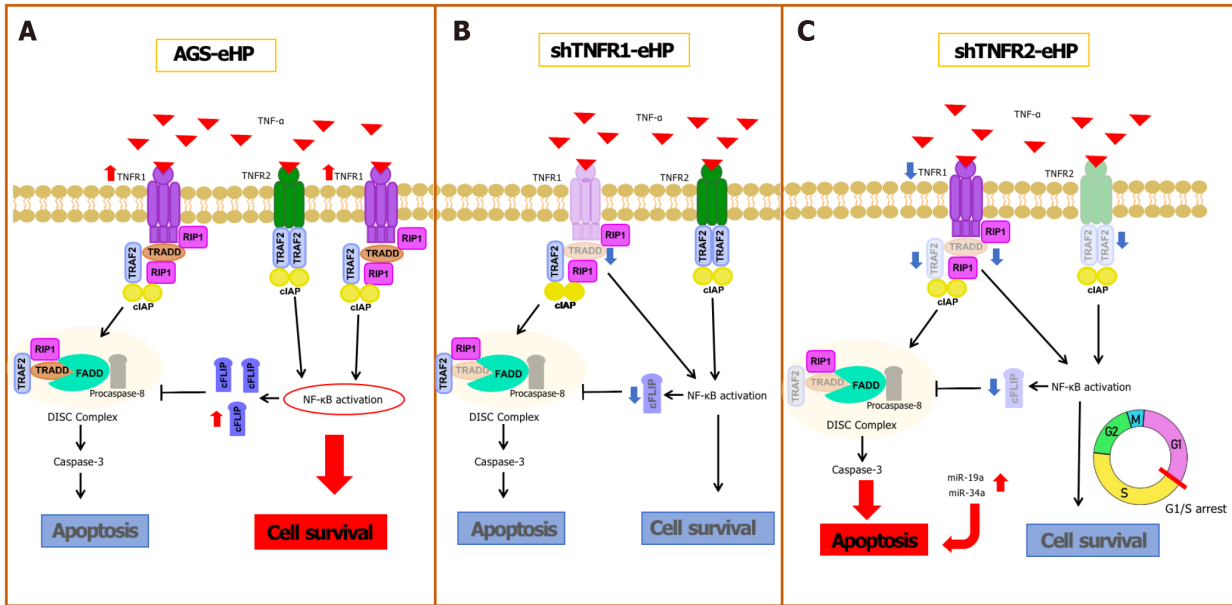 A
AGS-eHP
TNF-α
TNFR1
TNFR2
TNFR1
RIP1
TRADD
TRAF2
RIP1
cIAP
TRAF2
TRAF2
cIAP
RIP1
TRADD
TRAF2
RIP1
cIAP
RIP1
TRAF2
TRADD
FADD
Procaspase-8
DISC Complex
cFLIP
cFLIP
cFLIP
NF-κB activation
Caspase-3
Apoptosis
Cell survival
B
shTNFR1-eHP
TNF-α
TNFR1
TNFR2
RIP1
TRADD
TRAF2
RIP1
cIAP
TRAF2
TRAF2
cIAP
RIP1
TRAF2
TRADD
FADD
Procaspase-8
DISC Complex
cFLIP
NF-κB activation
Caspase-3
Apoptosis
Cell survival
C
shTNFR2-eHP
TNF-α
TNFR1
TNFR2
RIP1
TRADD
TRAF2
RIP1
cIAP
TRAF2
TRAF2
cIAP
RIP1
TRAF2
TRADD
FADD
Procaspase-8
DISC Complex
cFLIP
NF-κB activation
Caspase-3
miR-19a
miR-34a
G2
M
G1
S
G1/S arrest
Apoptosis
Cell survival